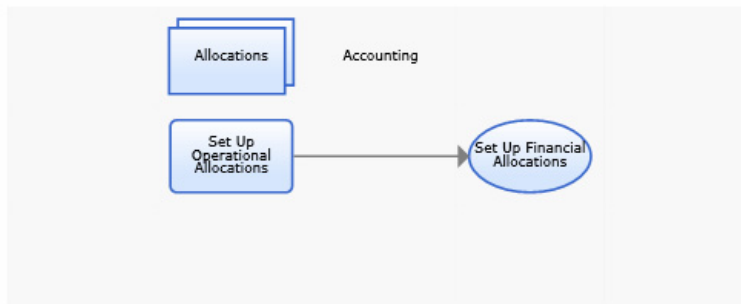 Allocations
Accounting
Set Up
Operational
Allocations
Set Up Financial
Allocations